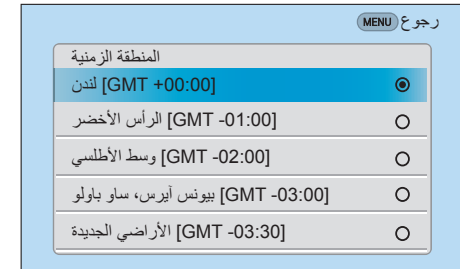 رجوع MENU
المنطقة الزمنية
[GMT +00:00] لندن
[GMT -01:00] الرأس الأخضر
[GMT -02:00] وسط الأطلسي
[GMT -03:00] بيونس آيرس، ساو باولو
[GMT -03:30] الأراضي الجديدة